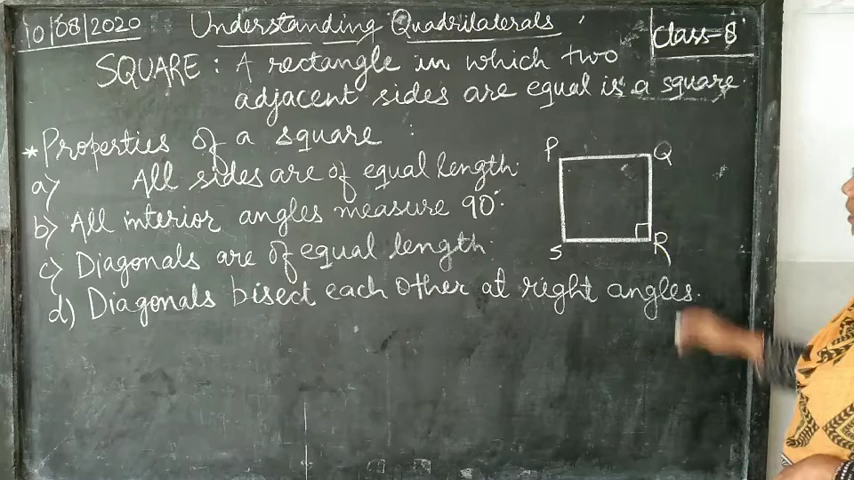 10/08/2020
Understanding Quadrilaterals
Class-8
SQUARE : A rectangle in which two
adjacent sides are equal is a square.
* Properties of a square :
a) All sides are of equal length.
b) All interior angles measure 90°.
c) Diagonals are of equal length.
d) Diagonals bisect each other at right angles.
P Q
S R